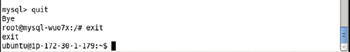 mysql> quit
Bye
root@mysql-wuo7x:/# exit
exit
ubuntu@ip-172-30-1-179:~$